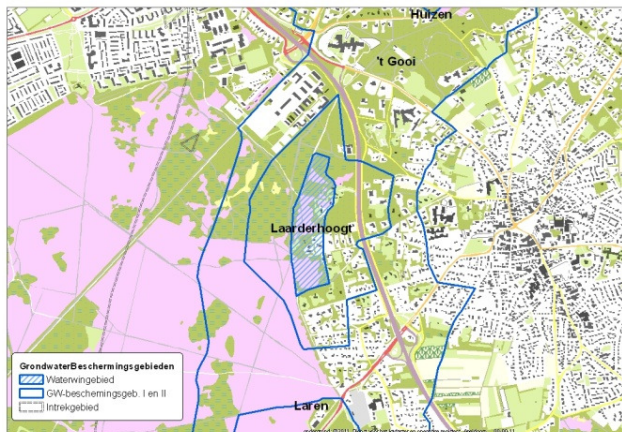 Huizen
't Gooi
Laarderhoogt
GrondwaterBeschermingsgebieden
Waterwingebied
GW-beschermingsgeb. I en II
Intrekgebied
Laren